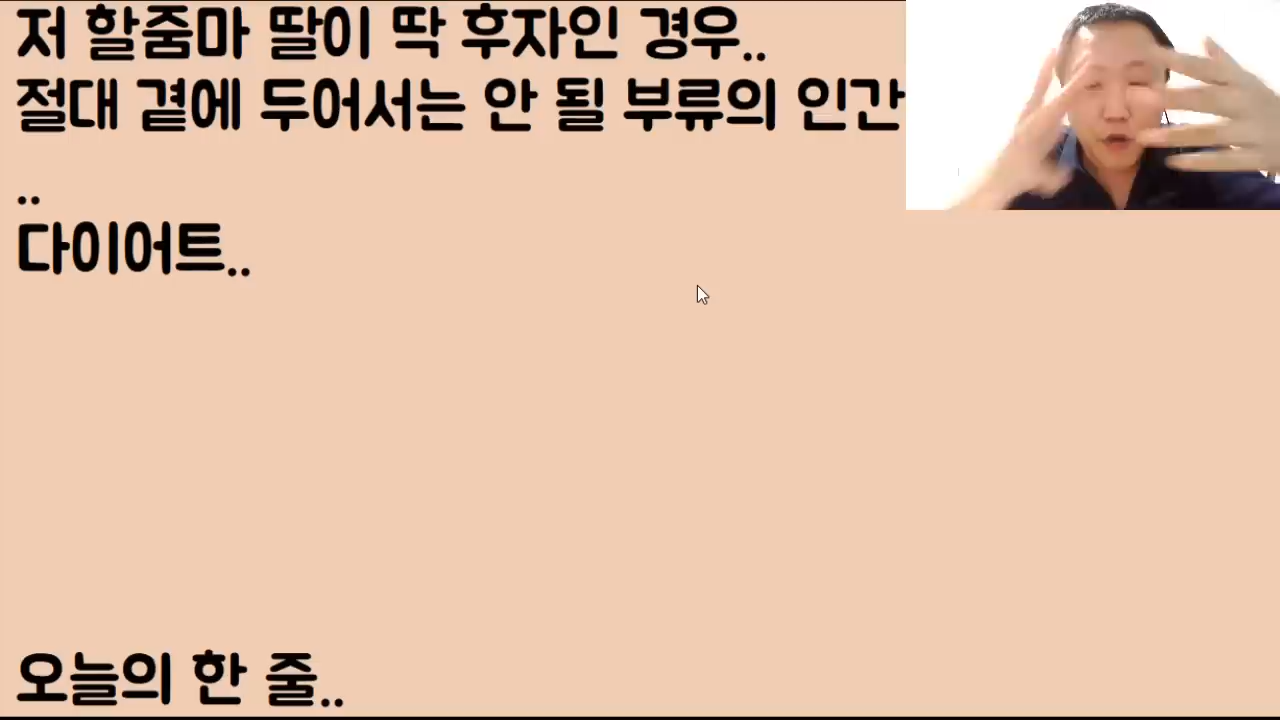 저 할줌마 딸이 딱 후자인 경우..
절대 곁에 두어서는 안 될 부류의 인간
..
다이어트..
오늘의 한 줄..